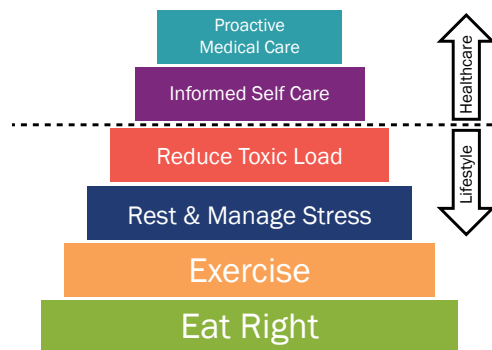 Proactive
Medical Care
Informed Self Care
Healthcare
Reduce Toxic Load
Lifestyle
Rest & Manage Stress
Exercise
Eat Right